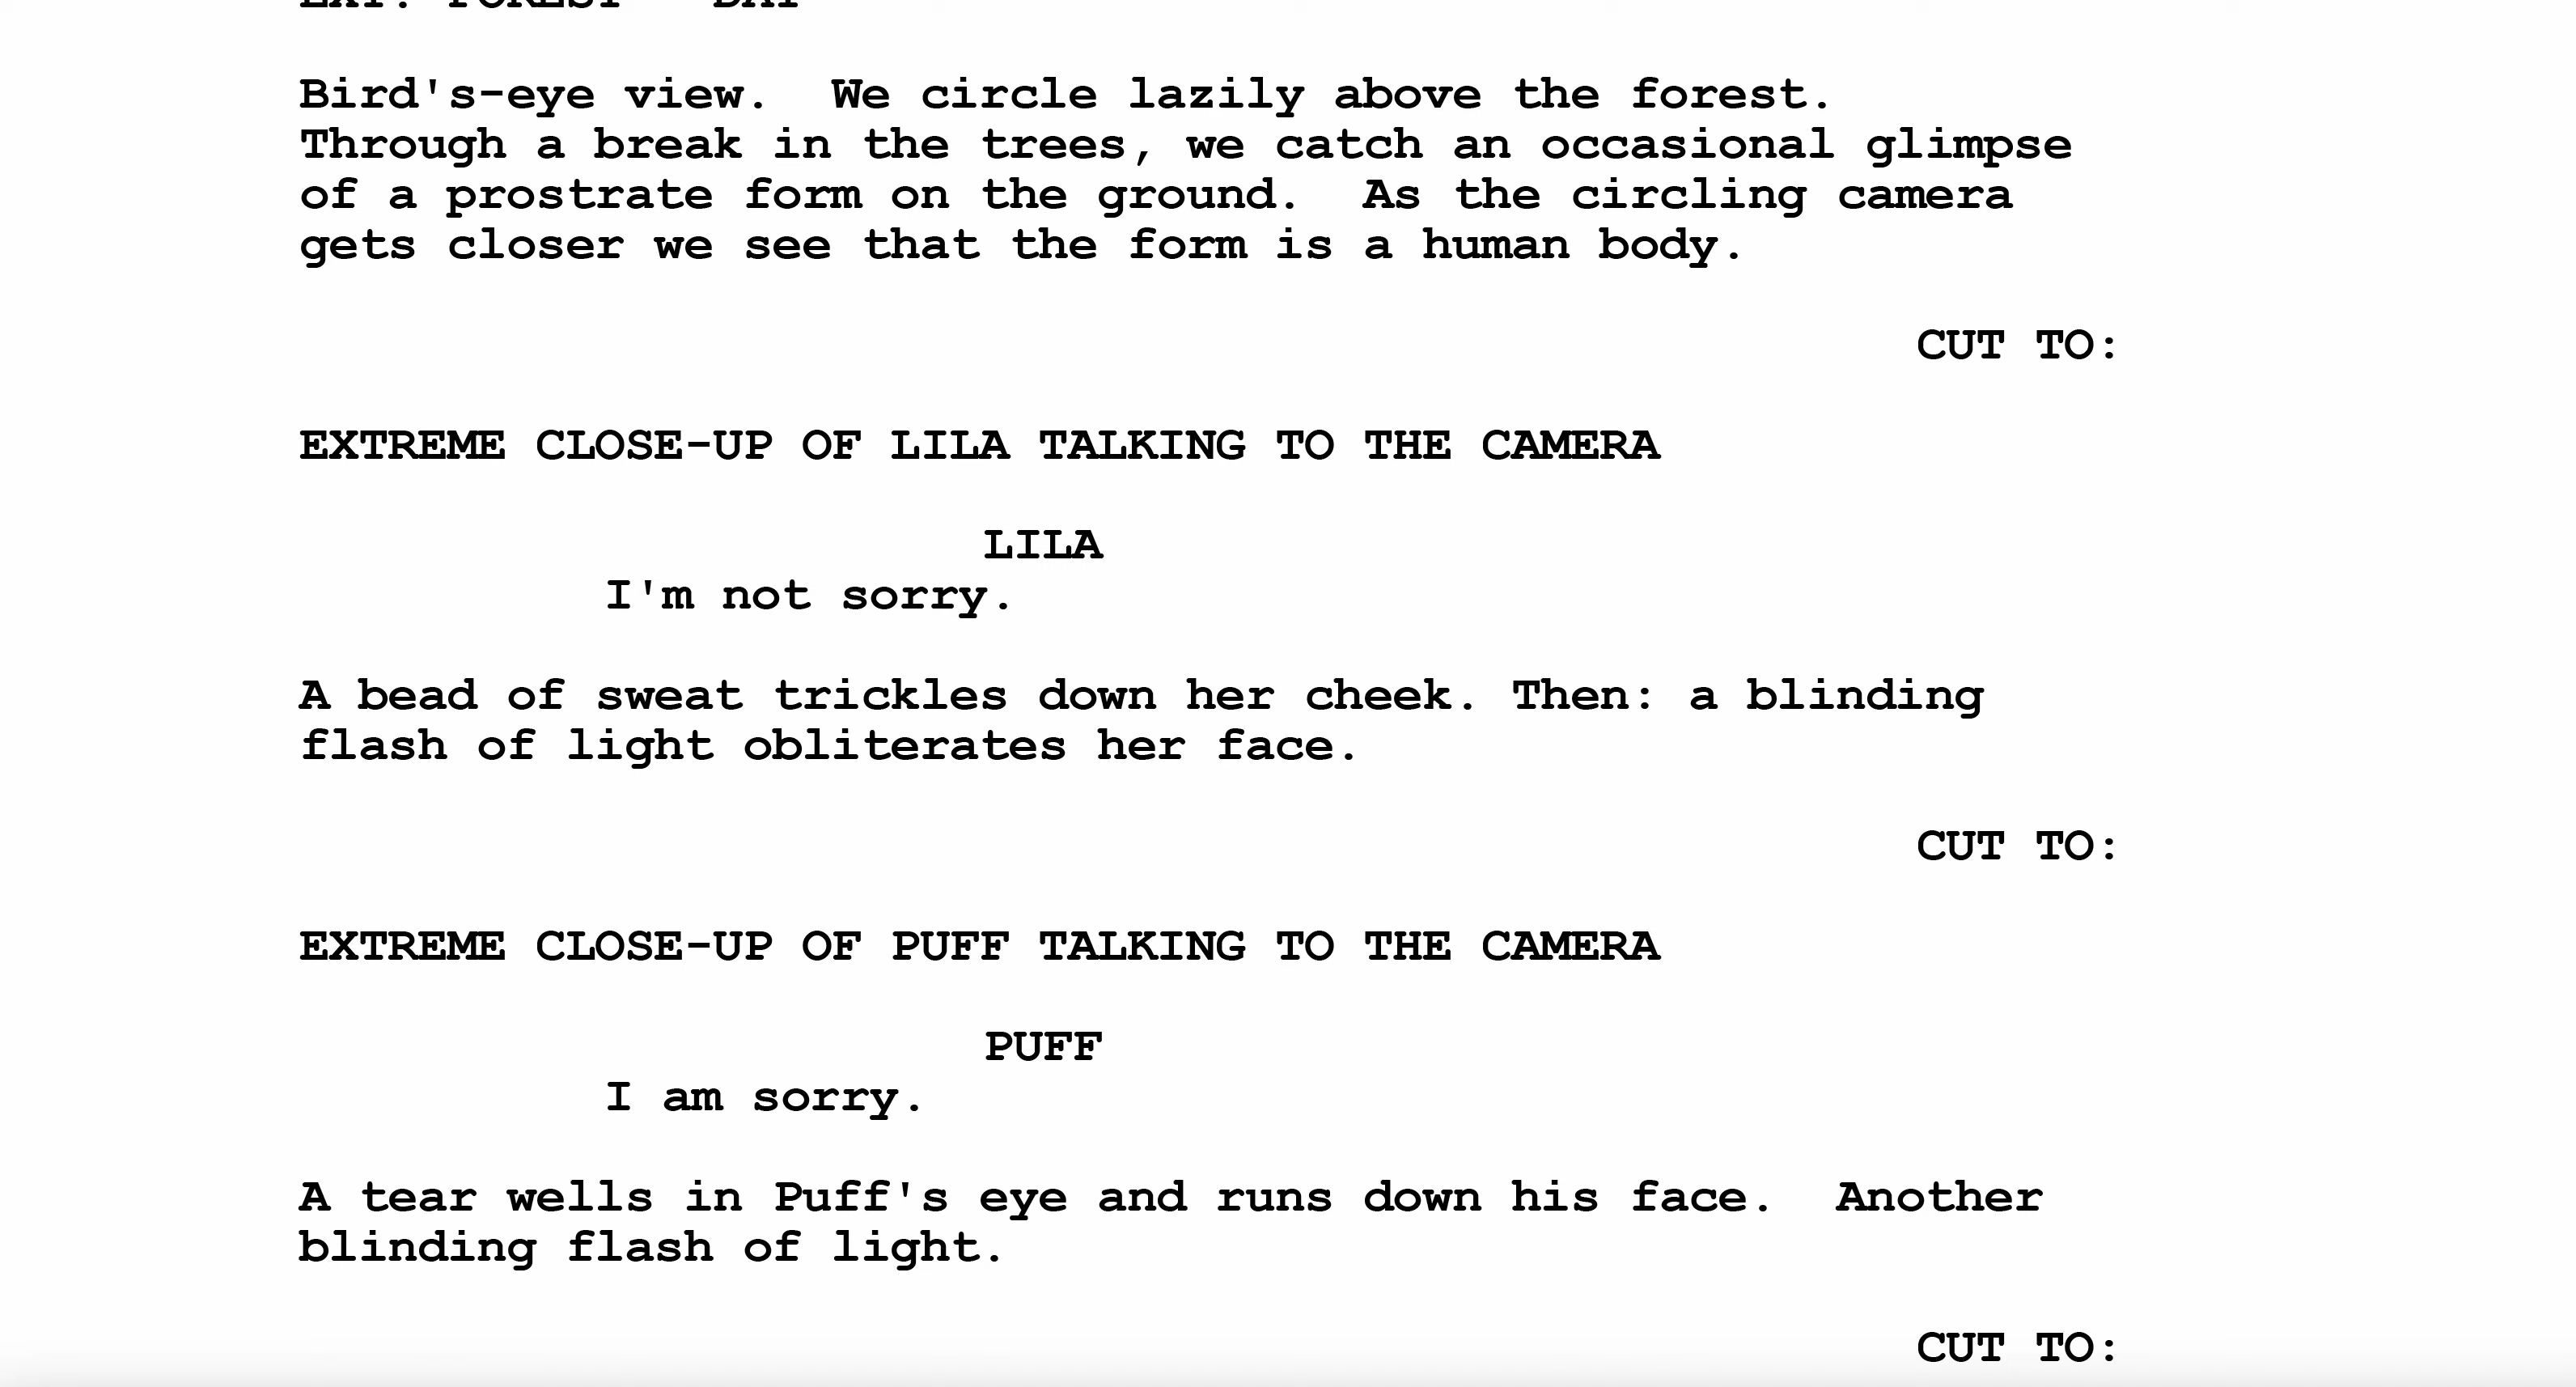 EXT. FOREST - DAY
Bird's-eye view.  We circle lazily above the forest.
Through a break in the trees, we catch an occasional glimpse
of a prostrate form on the ground.  As the circling camera
gets closer we see that the form is a human body.
CUT TO:
EXTREME CLOSE-UP OF LILA TALKING TO THE CAMERA
LILA
I'm not sorry.
A bead of sweat trickles down her cheek. Then: a blinding
flash of light obliterates her face.
CUT TO:
EXTREME CLOSE-UP OF PUFF TALKING TO THE CAMERA
PUFF
I am sorry.
A tear wells in Puff's eye and runs down his face.  Another
blinding flash of light.
CUT TO: